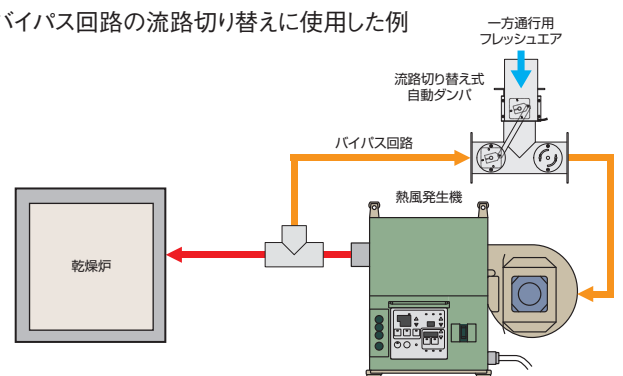 バイパス回路の流路切り替えに使用した例
一方通行用
フレッシュエア
流路切り替え式
自動ダンパ
バイパス回路
熱風発生機
乾燥炉